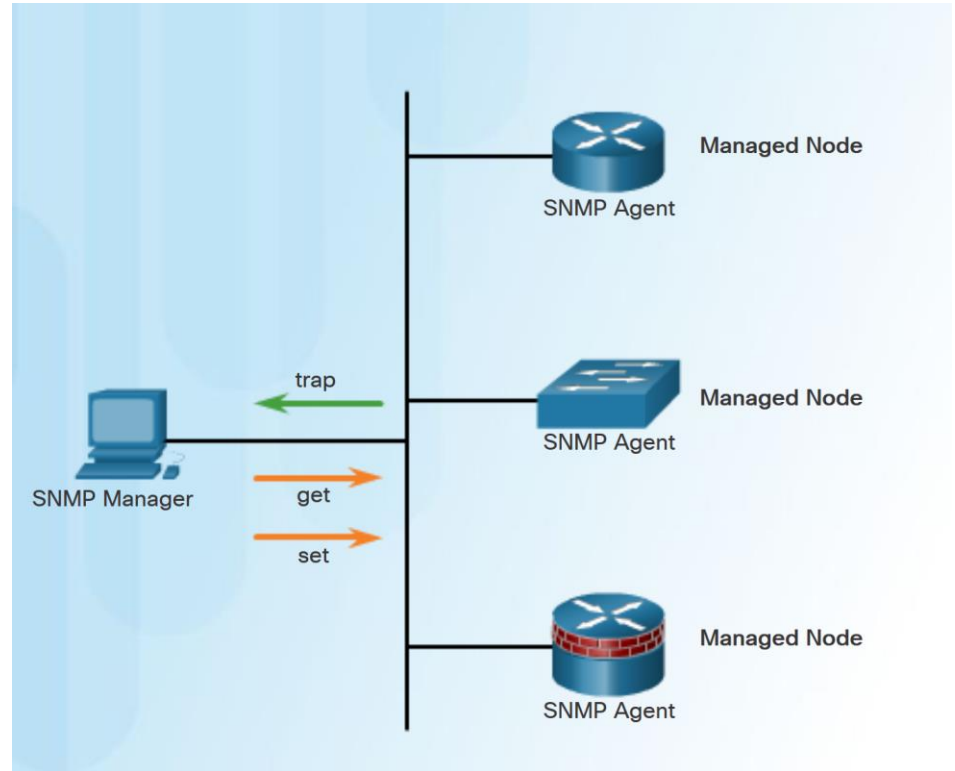 Managed Node
SNMP Agent
trap
Managed Node
SNMP Agent
SNMP Manager
get
set
Managed Node
SNMP Agent